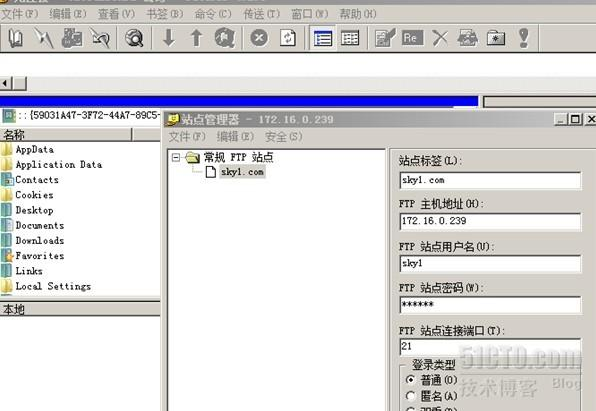 文件(F) 编辑(E) 查看(V) 书签(B) 命令(C) 传送(T) 窗口(W) 帮助(H)
Re
::{59031A47-3F72-44A7-89C5-
站点管理器 - 172.16.0.239
文件(F) 编辑(E) 安全(S)
名称
AppData
Application Data
Contacts
Cookies
Desktop
Documents
Downloads
Favorites
Links
Local Settings
本地
常规 FTP 站点
sky1.com
站点标签(L):
sky1.com
FTP 主机地址(H):
172.16.0.239
FTP 站点用户名(U):
sky1
FTP 站点密码(W):
******
FTP 站点连接端口(T):
21
登录类型
普通(O)
匿名(A)
51CTO.com
技术博客 Blog